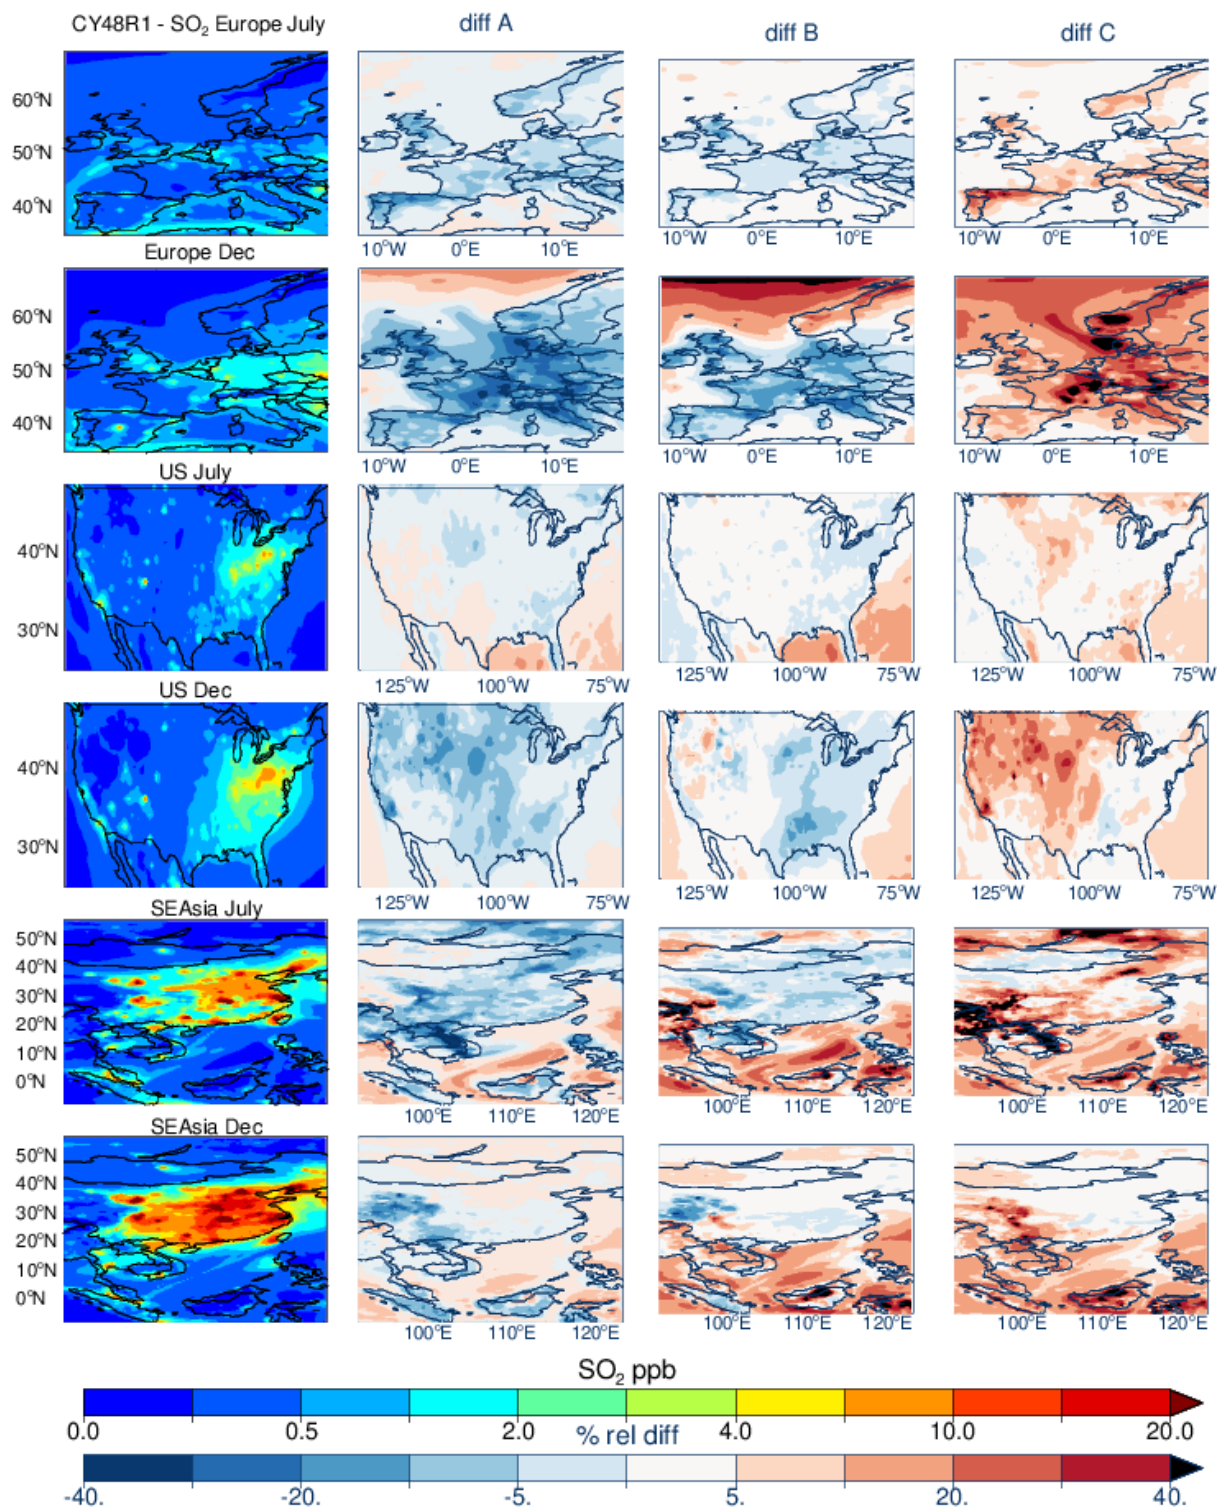 CY48R1 - SO₂ Europe July diff A diff B diff C
60°N
50°N
40°N
10°W 0°E 10°E 10°W 0°E 10°E 10°W 0°E 10°E
Europe Dec
60°N
50°N
40°N
10°W 0°E 10°E 10°W 0°E 10°E 10°W 0°E 10°E
US July
40°N
30°N
125°W 100°W 75°W 125°W 100°W 75°W 125°W 100°W 75°W
US Dec
40°N
30°N
125°W 100°W 75°W 125°W 100°W 75°W 125°W 100°W 75°W
SEAsia July
50°N
40°N
30°N
20°N
10°N
0°N
100°E 110°E 120°E 100°E 110°E 120°E 100°E 110°E 120°E
SEAsia Dec
50°N
40°N
30°N
20°N
10°N
0°N
100°E 110°E 120°E 100°E 110°E 120°E 100°E 110°E 120°E
SO₂ ppb
0.0 0.5 2.0 4.0 10.0 20.0
% rel diff
-40. -20. -5. 5. 20. 40.